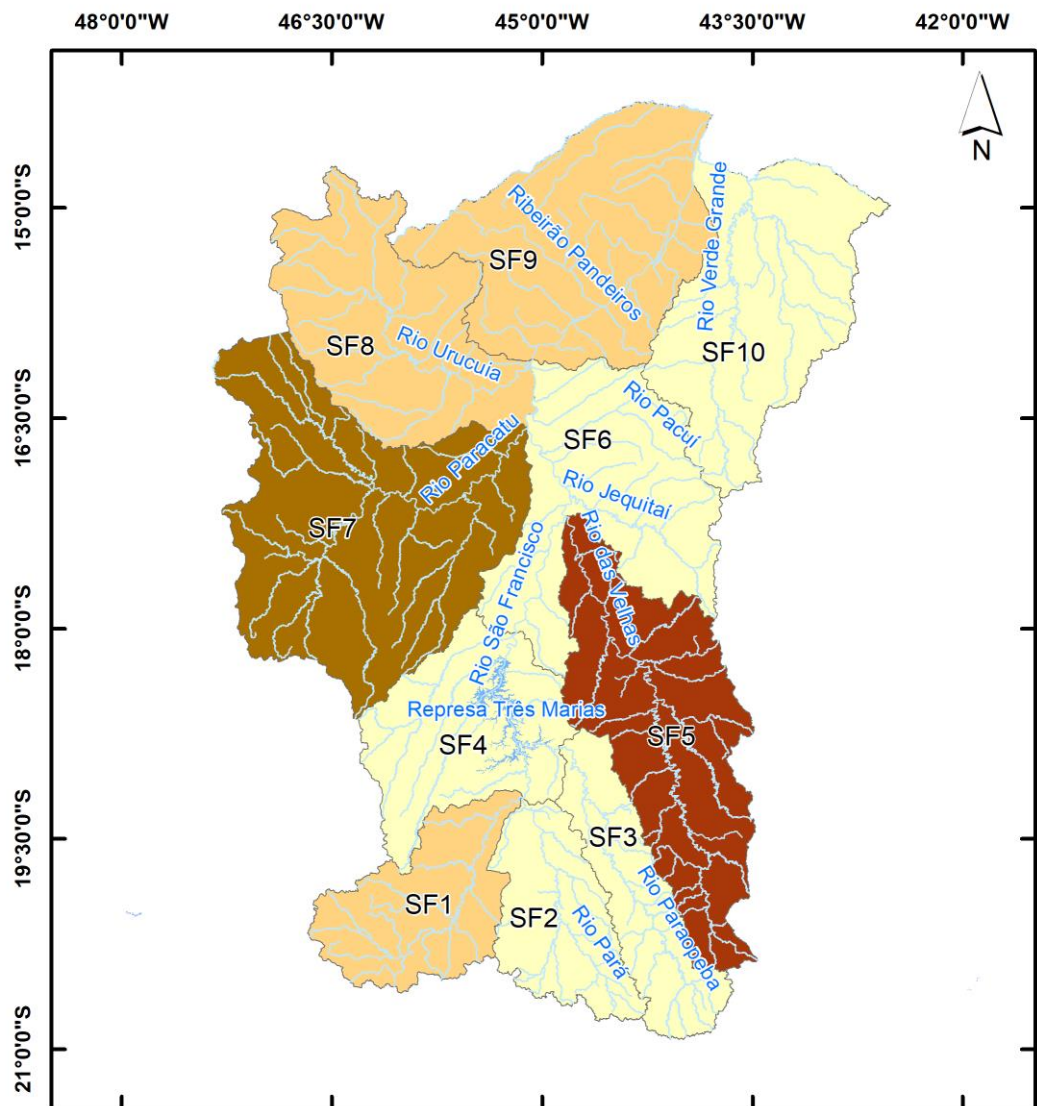 48°0'0"W
46°30'0"W
45°0'0"W
43°30'0"W
42°0'0"W
N
15°0'0"S
16°30'0"S
18°0'0"S
19°30'0"S
21°0'0"S
Ribeirão Pandeiros
Rio Verde Grande
SF9
SF8
Rio Urucuia
SF10
Rio Pacuí
SF6
Rio Paracatu
Rio Jequitaí
SF7
Rio das Velhas
Rio São Francisco
Represa Três Marias
SF4
SF5
SF3
SF1
SF2
Rio Pará
Rio Paraopeba